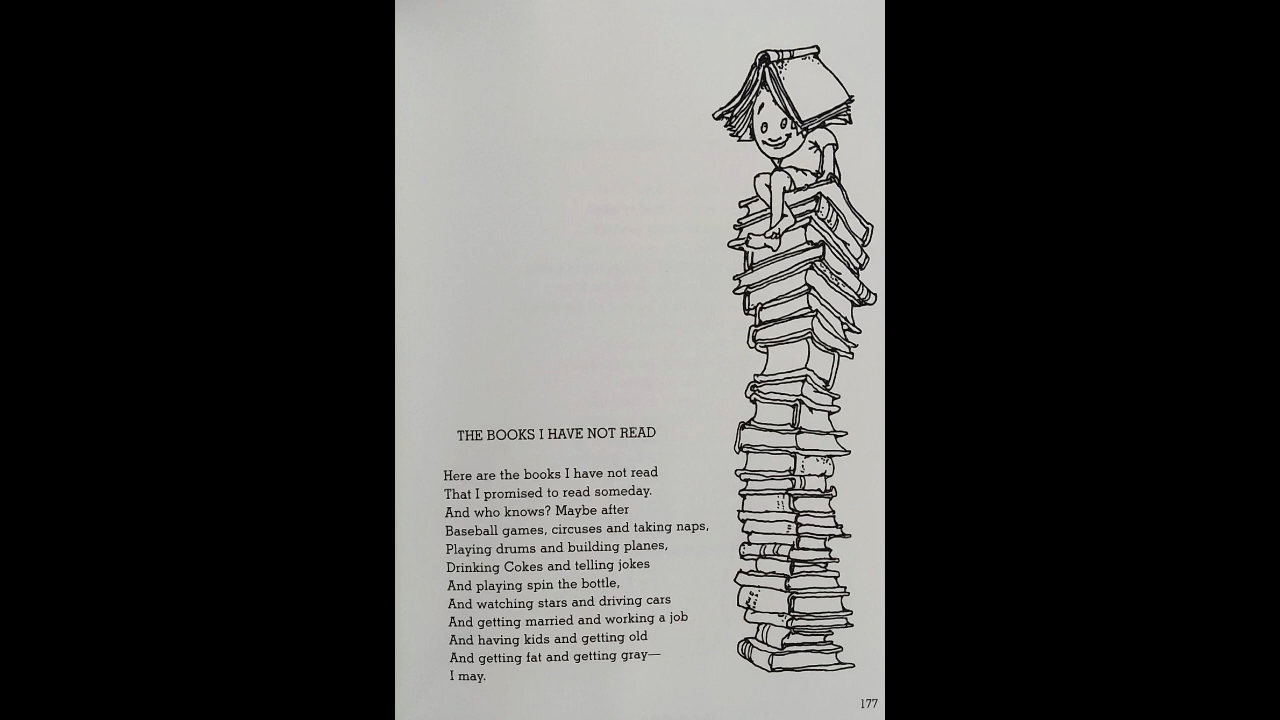 THE BOOKS I HAVE NOT READ
Here are the books I have not read
That I promised to read someday.
And who knows? Maybe after
Baseball games, circuses and taking naps,
Playing drums and building planes,
Drinking Cokes and telling jokes
And playing spin the bottle,
And watching stars and driving cars
And getting married and working a job
And having kids and getting old
And getting fat and getting gray—
I may.
177